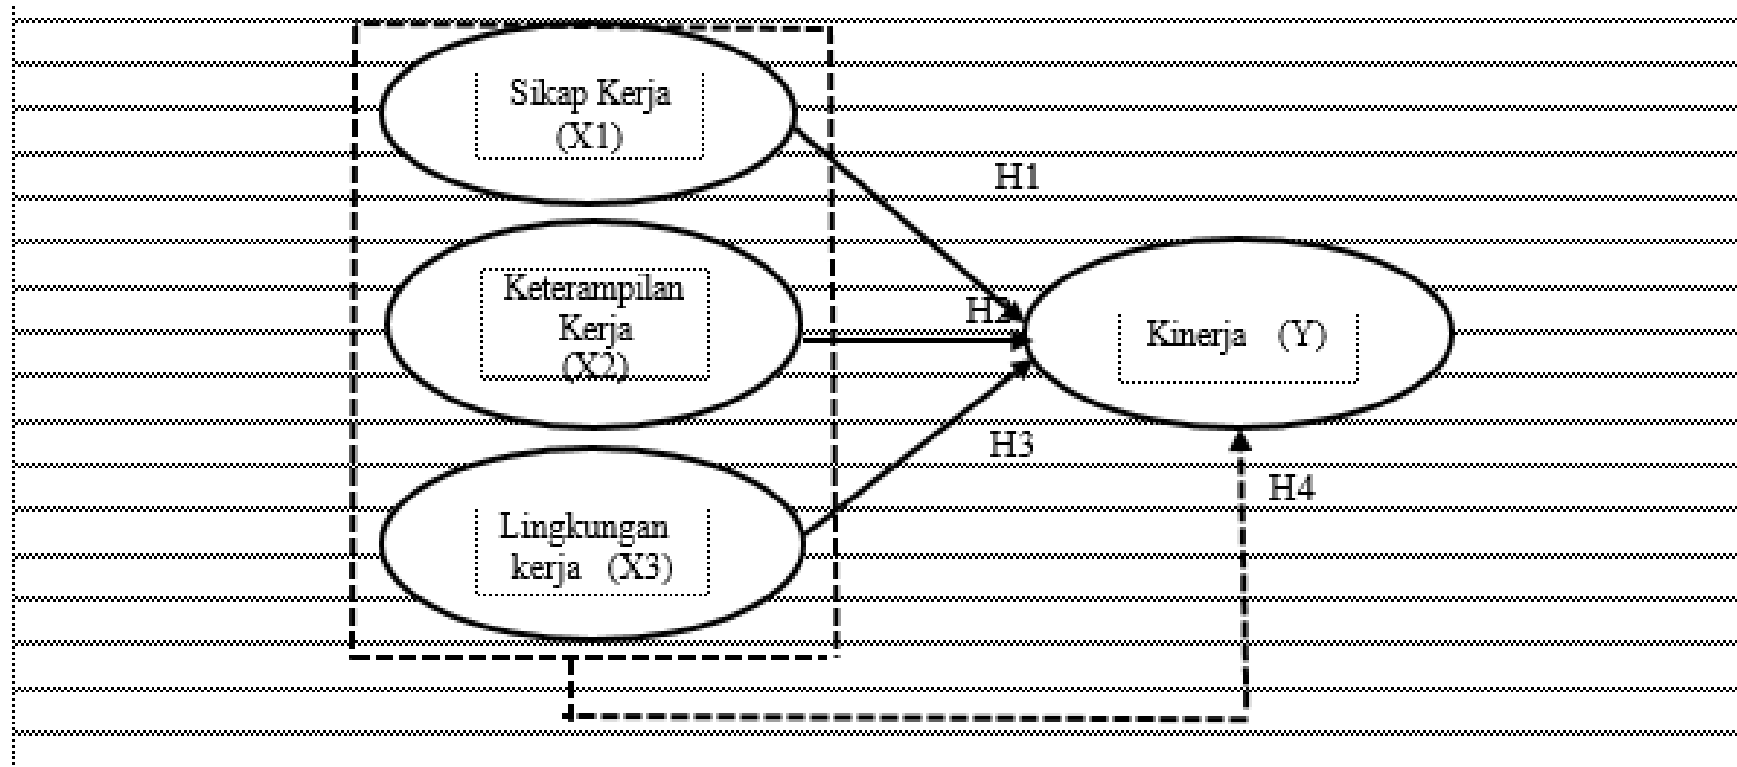 Sikap Kerja
(X1)
H1
Keterampilan
Kerja
(X2)
H2
Kinerja (Y)
H3
Lingkungan
kerja (X3)
H4